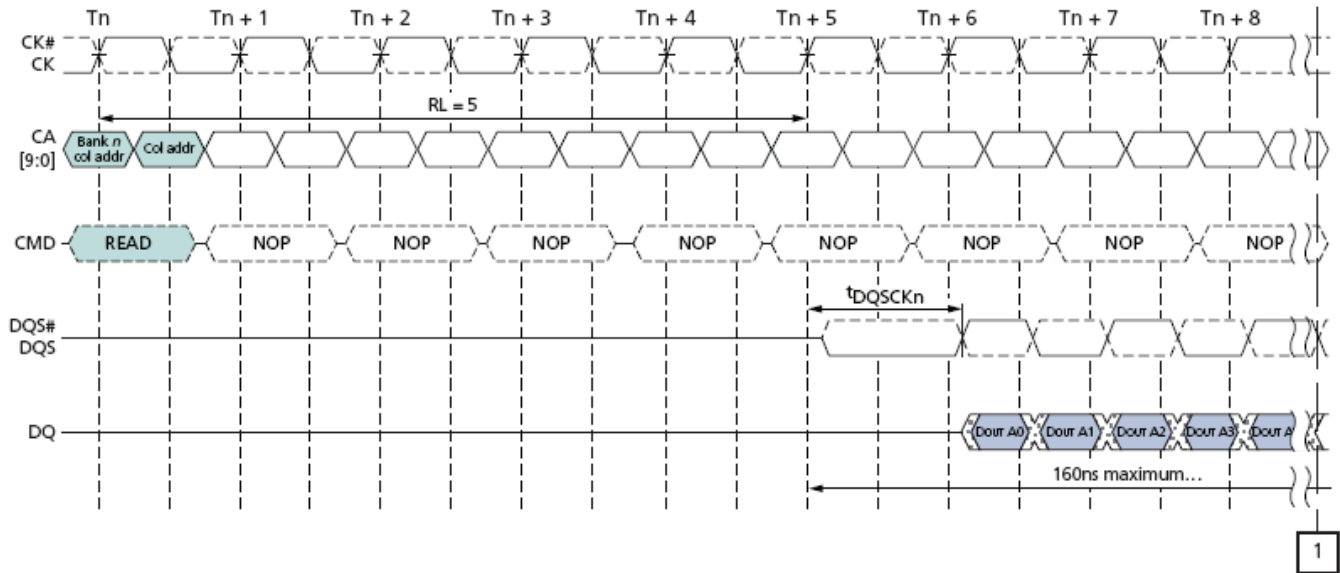 Tn Tn + 1 Tn + 2 Tn + 3 Tn + 4 Tn + 5 Tn + 6 Tn + 7 Tn + 8
CK#
CK
RL = 5
CA
[9:0]
Bank n
col addr
Col addr
CMD READ NOP NOP NOP NOP NOP NOP NOP NOP
tDQSCKn
DQS#
DQS
DQ DOUT A0 DOUT A1 DOUT A2 DOUT A3 DOUT A
160ns maximum…
1